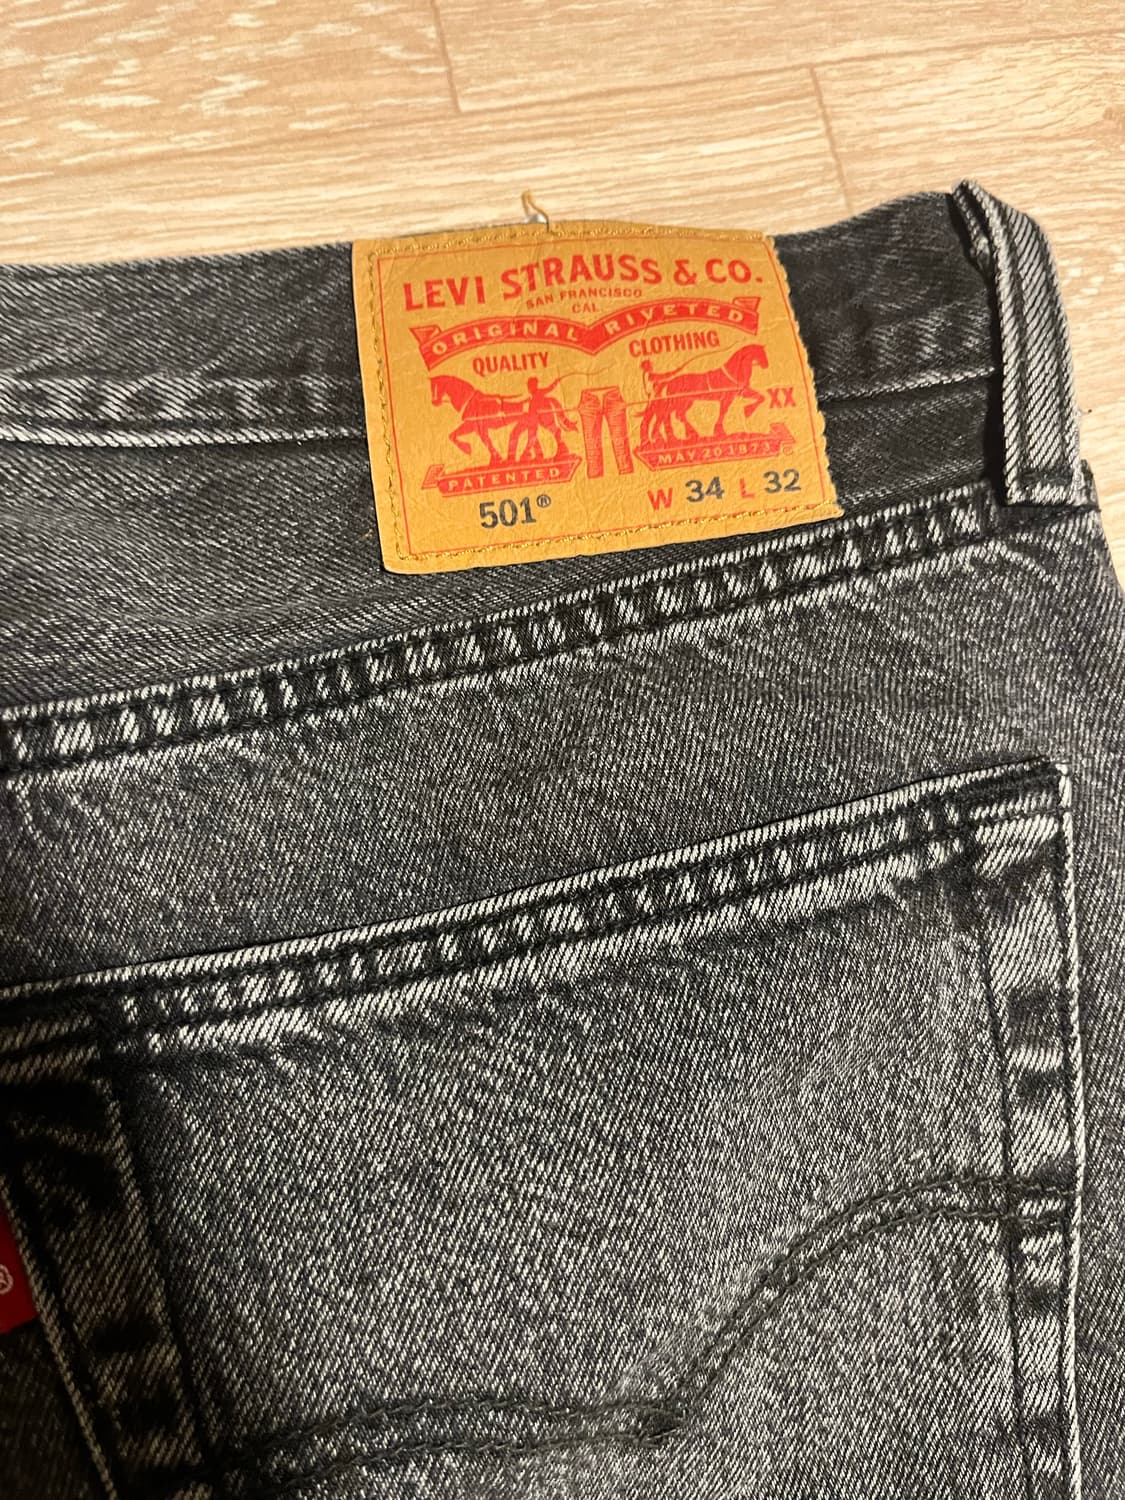 LEVI STRAUSS & CO.
SAN FRANCISCO
CAL
ORIGINAL RIVETED
QUALITY CLOTHING
XX
PATENTED MAY 20 1873
501® W 34 L 32
®